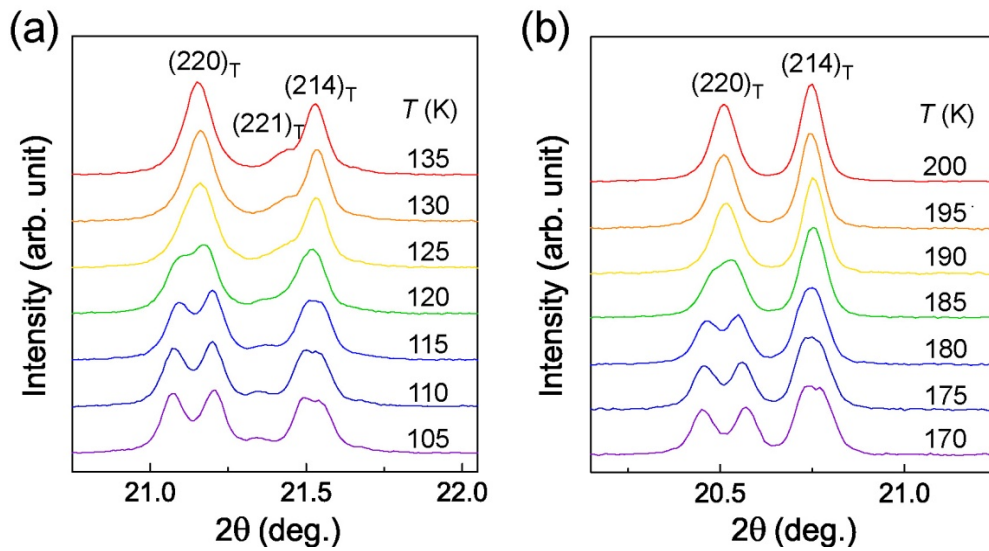 (a)
Intensity (arb. unit)
(220)T
(221)T
(214)T
T (K)
135
130
125
120
115
110
105
21.0
21.5
22.0
2θ (deg.)
(b)
Intensity (arb. unit)
(220)T
(214)T
T (K)
200
195
190
185
180
175
170
20.5
21.0
2θ (deg.)